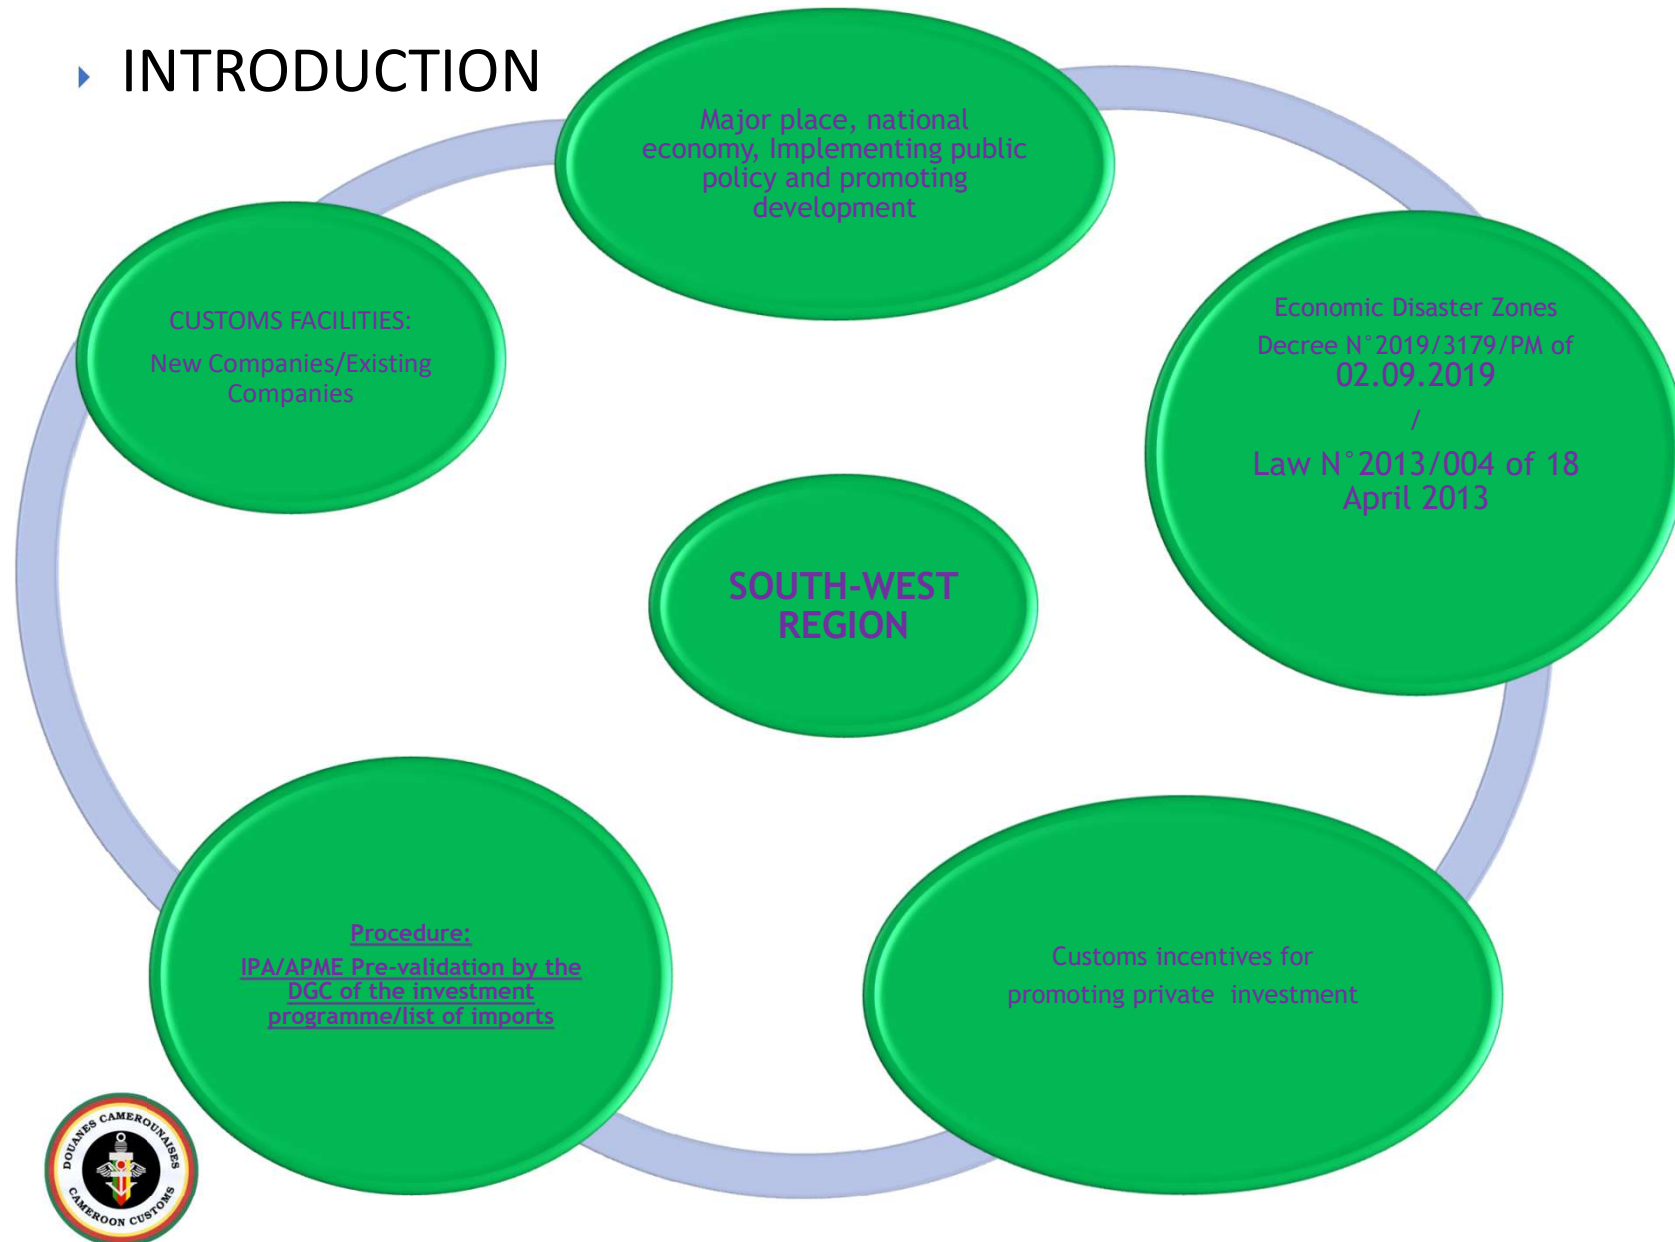 INTRODUCTION
Major place, national
economy, Implementing public
policy and promoting
development
Economic Disaster Zones
Decree N°2019/3179/PM of
02.09.2019
/
Law N°2013/004 of 18
April 2013
Customs incentives for
promoting private investment
Procedure:
IPA/APME Pre-validation by the
DGC of the investment
programme/list of imports
CUSTOMS FACILITIES:
New Companies/Existing
Companies
SOUTH-WEST
REGION
DOUANES CAMEROUNAISES
CAMEROON CUSTOMS